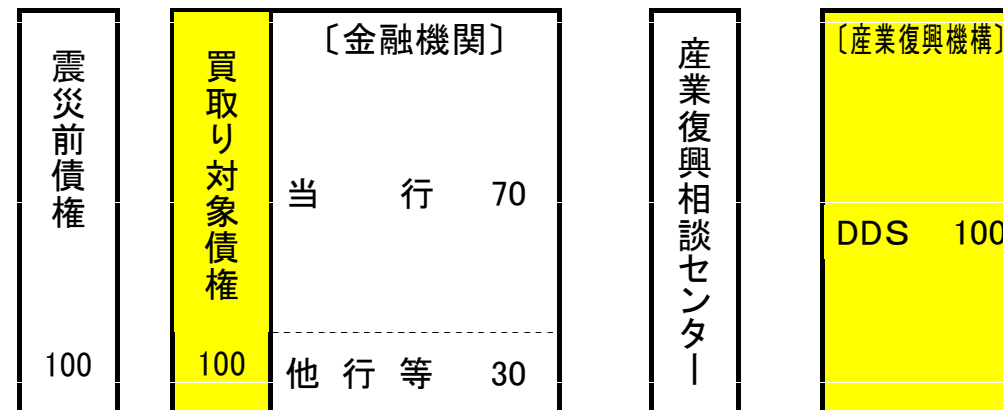 震災前債権
100
買取り対象債権
100
〔金融機関〕
当 行 70
他 行 等 30
産業復興相談センター
〔産業復興機構〕
DDS 100